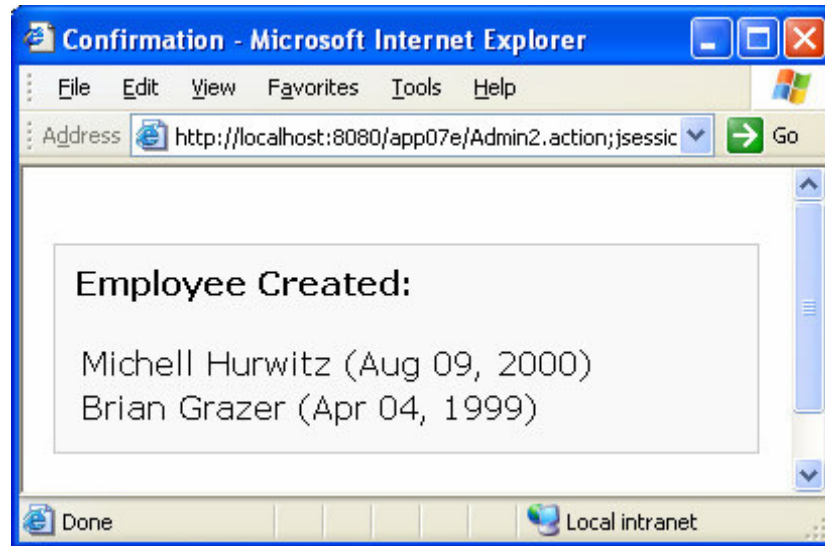 Confirmation - Microsoft Internet Explorer
File Edit View Favorites Tools Help
Address http://localhost:8080/app07e/Admin2.action;jsessic Go
Employee Created:
Michell Hurwitz (Aug 09, 2000)
Brian Grazer (Apr 04, 1999)
Done Local intranet